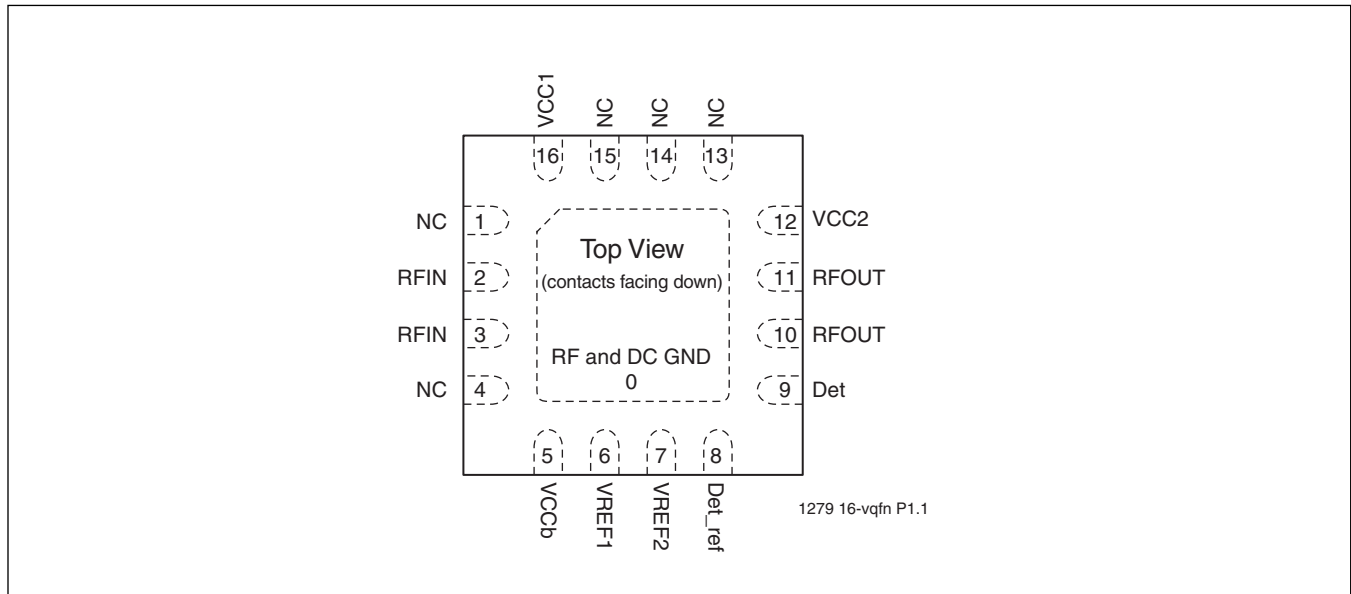 VCC1
NC
NC
NC
16
15
14
13
NC 1
RFIN 2
RFIN 3
NC 4
Top View
(contacts facing down)
RF and DC GND
0
12 VCC2
11 RFOUT
10 RFOUT
9 Det
5
6
7
8
VCCb
VREF1
VREF2
Det_ref
1279 16-vqfn P1.1